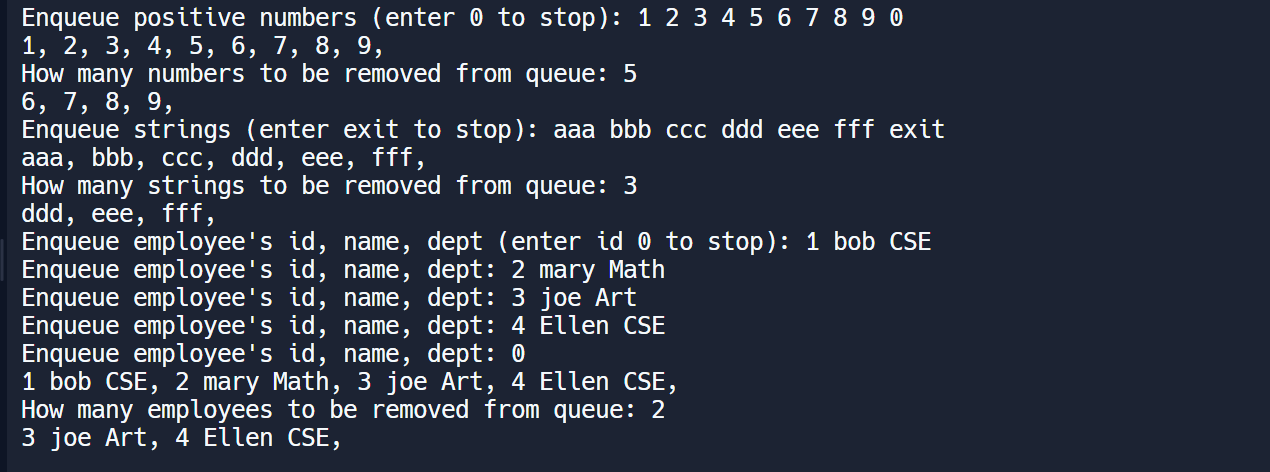 Enqueue positive numbers (enter 0 to stop): 1 2 3 4 5 6 7 8 9 0
1, 2, 3, 4, 5, 6, 7, 8, 9,
How many numbers to be removed from queue: 5
6, 7, 8, 9,
Enqueue strings (enter exit to stop): aaa bbb ccc ddd eee fff exit
aaa, bbb, ccc, ddd, eee, fff,
How many strings to be removed from queue: 3
ddd, eee, fff,
Enqueue employee's id, name, dept (enter id 0 to stop): 1 bob CSE
Enqueue employee's id, name, dept: 2 mary Math
Enqueue employee's id, name, dept: 3 joe Art
Enqueue employee's id, name, dept: 4 Ellen CSE
Enqueue employee's id, name, dept: 0
1 bob CSE, 2 mary Math, 3 joe Art, 4 Ellen CSE,
How many employees to be removed from queue: 2
3 joe Art, 4 Ellen CSE,